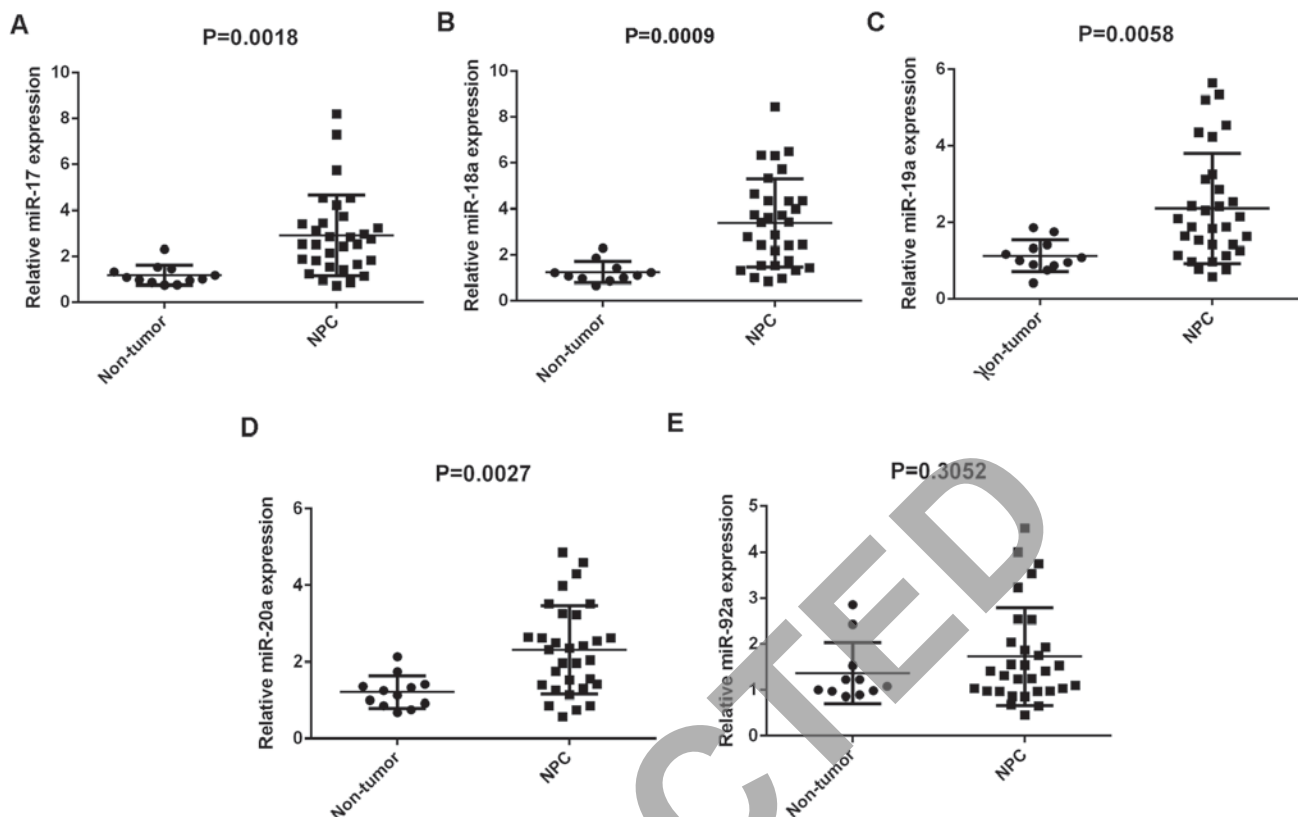 A
P=0.0018
Relative miR-17 expression
10
8
6
4
2
0
Non-tumor
NPC
B
P=0.0009
Relative miR-18a expression
10
8
6
4
2
0
Non-tumor
NPC
C
P=0.0058
Relative miR-19a expression
6
4
2
0
Non-tumor
NPC
D
P=0.0027
Relative miR-20a expression
6
4
2
0
Non-tumor
NPC
E
P=0.3052
Relative miR-92a expression
5
4
3
2
1
0
Non-tumor
NPC
CTED